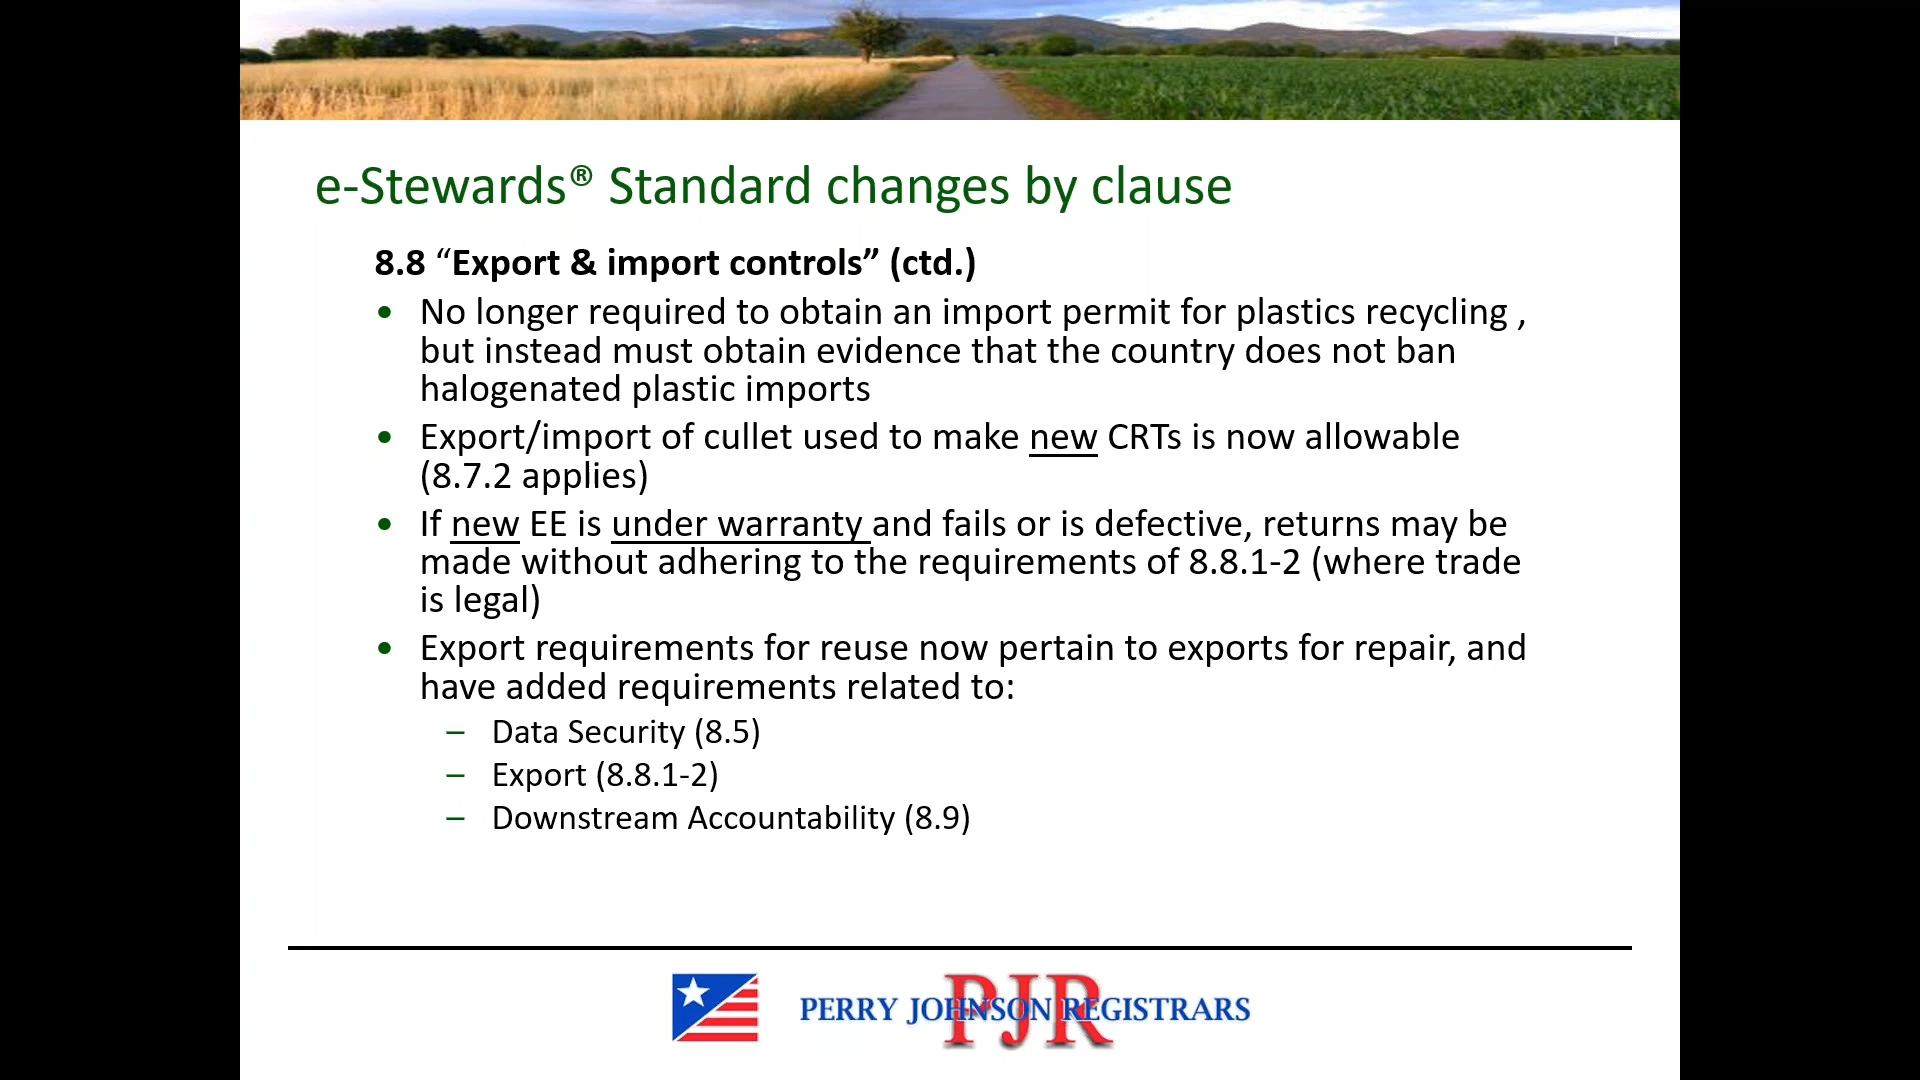 e-Stewards® Standard changes by clause
8.8 “Export & import controls” (ctd.)
• No longer required to obtain an import permit for plastics recycling ,
but instead must obtain evidence that the country does not ban
halogenated plastic imports
• Export/import of cullet used to make new CRTs is now allowable
(8.7.2 applies)
• If new EE is under warranty and fails or is defective, returns may be
made without adhering to the requirements of 8.8.1-2 (where trade
is legal)
• Export requirements for reuse now pertain to exports for repair, and
have added requirements related to:
– Data Security (8.5)
– Export (8.8.1-2)
– Downstream Accountability (8.9)
PJR
PERRY JOHNSON REGISTRARS